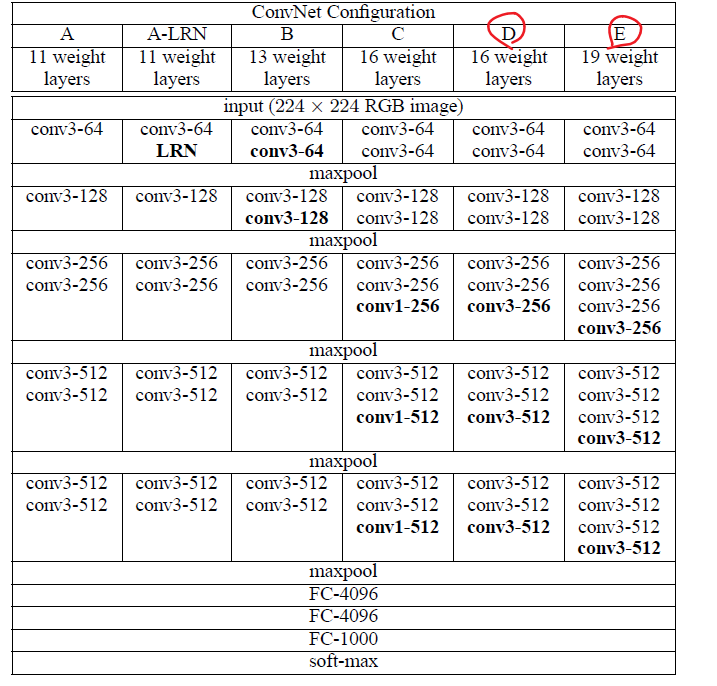 ConvNet Configuration
A A-LRN B C D E
11 weight layers 11 weight layers 13 weight layers 16 weight layers 16 weight layers 19 weight layers
input (224 × 224 RGB image)
conv3-64 conv3-64 conv3-64 conv3-64 conv3-64 conv3-64
LRN conv3-64 conv3-64 conv3-64 conv3-64
maxpool
conv3-128 conv3-128 conv3-128 conv3-128 conv3-128 conv3-128
conv3-128 conv3-128 conv3-128 conv3-128
maxpool
conv3-256 conv3-256 conv3-256 conv3-256 conv3-256 conv3-256
conv3-256 conv3-256 conv3-256 conv3-256 conv3-256 conv3-256
conv1-256 conv3-256 conv3-256
conv3-256
maxpool
conv3-512 conv3-512 conv3-512 conv3-512 conv3-512 conv3-512
conv3-512 conv3-512 conv3-512 conv3-512 conv3-512 conv3-512
conv1-512 conv3-512 conv3-512
conv3-512
maxpool
conv3-512 conv3-512 conv3-512 conv3-512 conv3-512 conv3-512
conv3-512 conv3-512 conv3-512 conv3-512 conv3-512 conv3-512
conv1-512 conv3-512 conv3-512
conv3-512
maxpool
FC-4096
FC-4096
FC-1000
soft-max